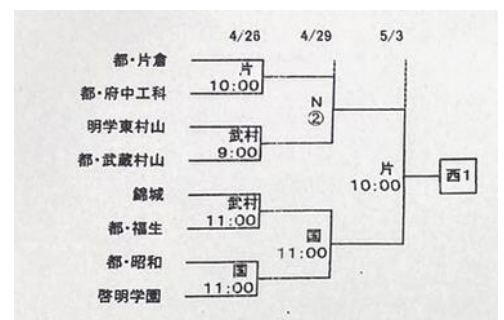 4/26 4/29 5/3
都・片倉
片
10:00
都・府中工科
N
②
明学東村山
武村
9:00
都・武蔵村山
片
10:00
西1
錦城
武村
11:00
都・福生
国
11:00
都・昭和
国
11:00
啓明学園